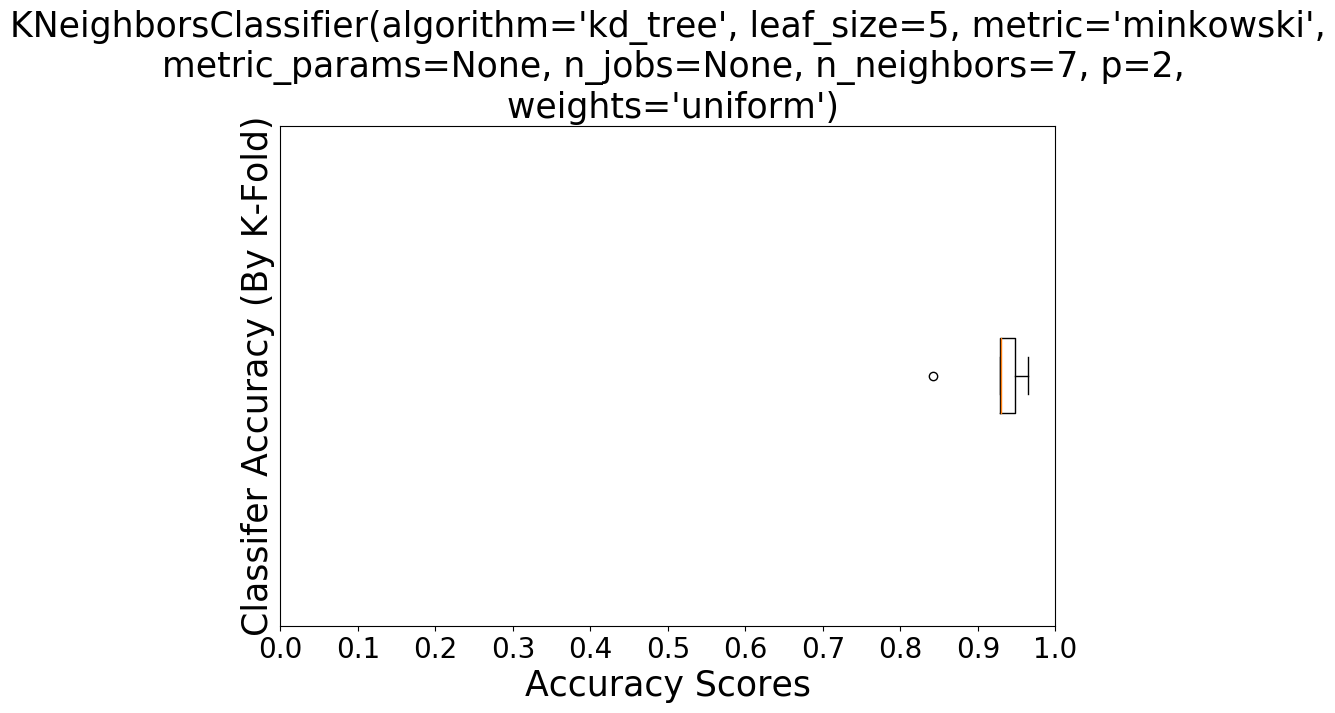 KNeighborsClassifier(algorithm='kd_tree', leaf_size=5, metric='minkowski',
metric_params=None, n_jobs=None, n_neighbors=7, p=2,
weights='uniform')
Classifer Accuracy (By K-Fold)
0.0 0.1 0.2 0.3 0.4 0.5 0.6 0.7 0.8 0.9 1.0
Accuracy Scores